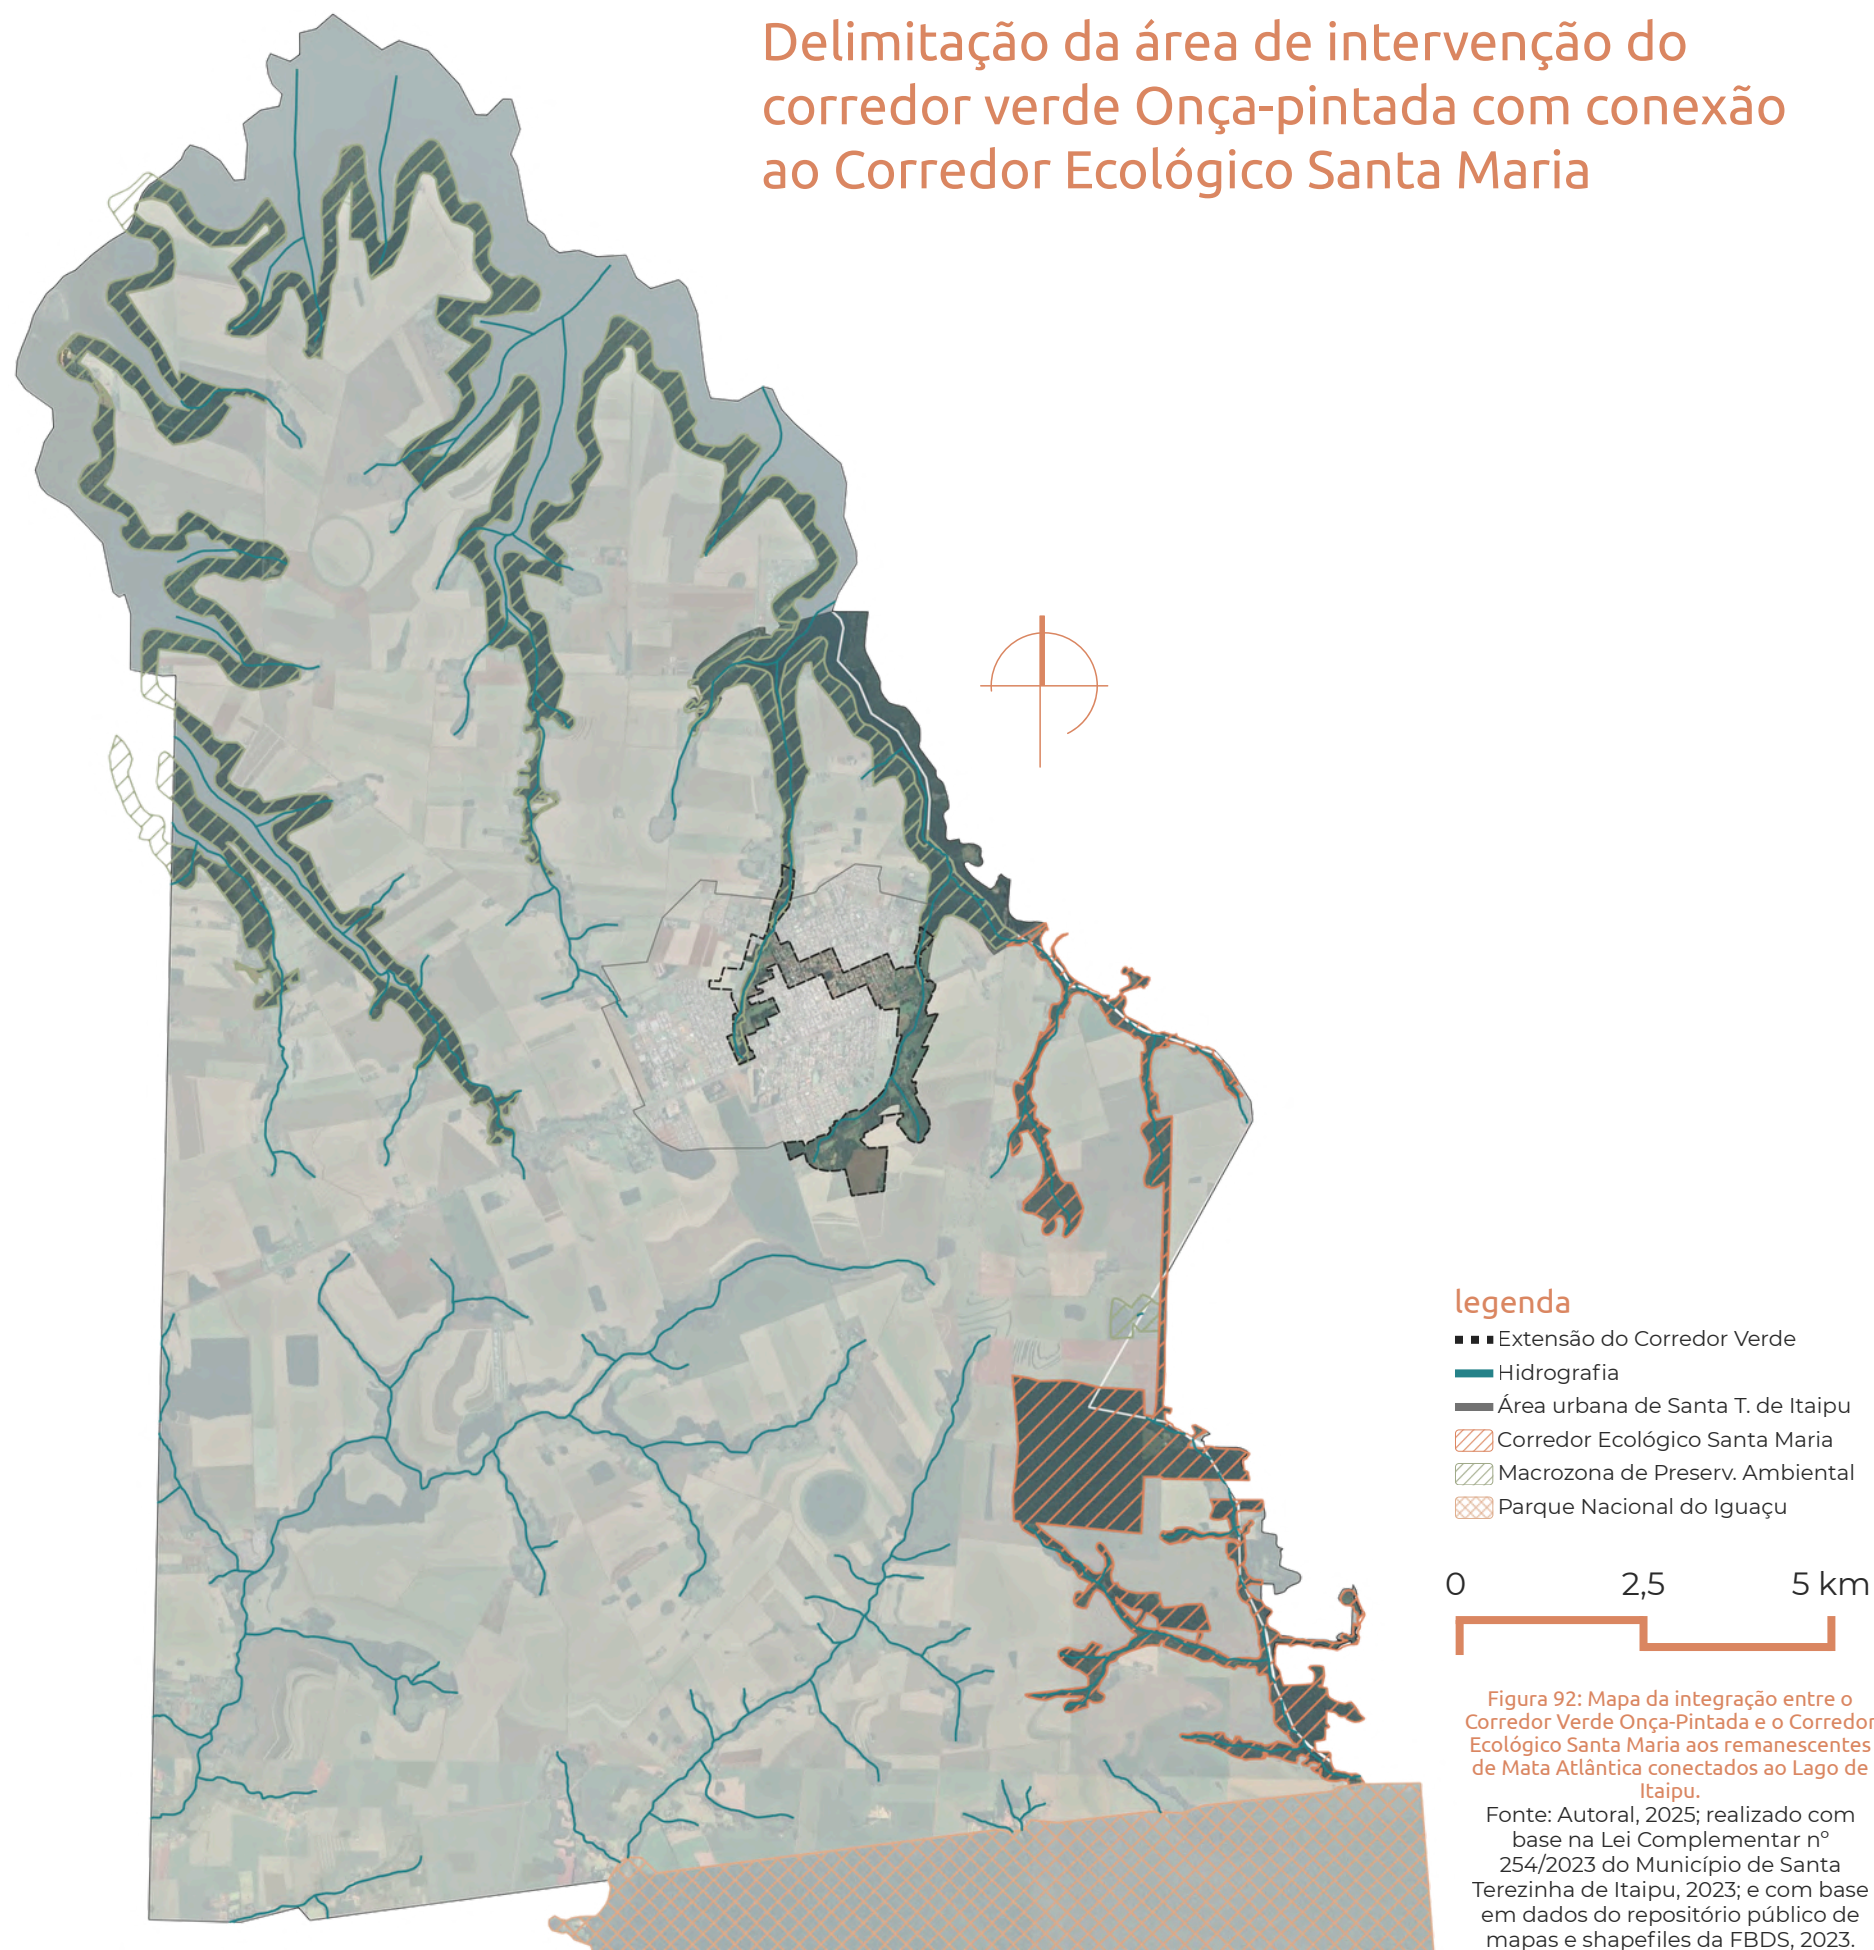 Delimitação da área de intervenção do
corredor verde Onça-pintada com conexão
ao Corredor Ecológico Santa Maria
legenda
Extensão do Corredor Verde
Hidrografia
Área urbana de Santa T. de Itaipu
Corredor Ecológico Santa Maria
Macrozona de Preserv. Ambiental
Parque Nacional do Iguaçu
0 2,5 5 km
Figura 92: Mapa da integração entre o
Corredor Verde Onça-Pintada e o Corredor
Ecológico Santa Maria aos remanescentes
de Mata Atlântica conectados ao Lago de
Itaipu.
Fonte: Autoral, 2025; realizado com
base na Lei Complementar nº
254/2023 do Município de Santa
Terezinha de Itaipu, 2023; e com base
em dados do repositório público de
mapas e shapefiles da FBDS, 2023.